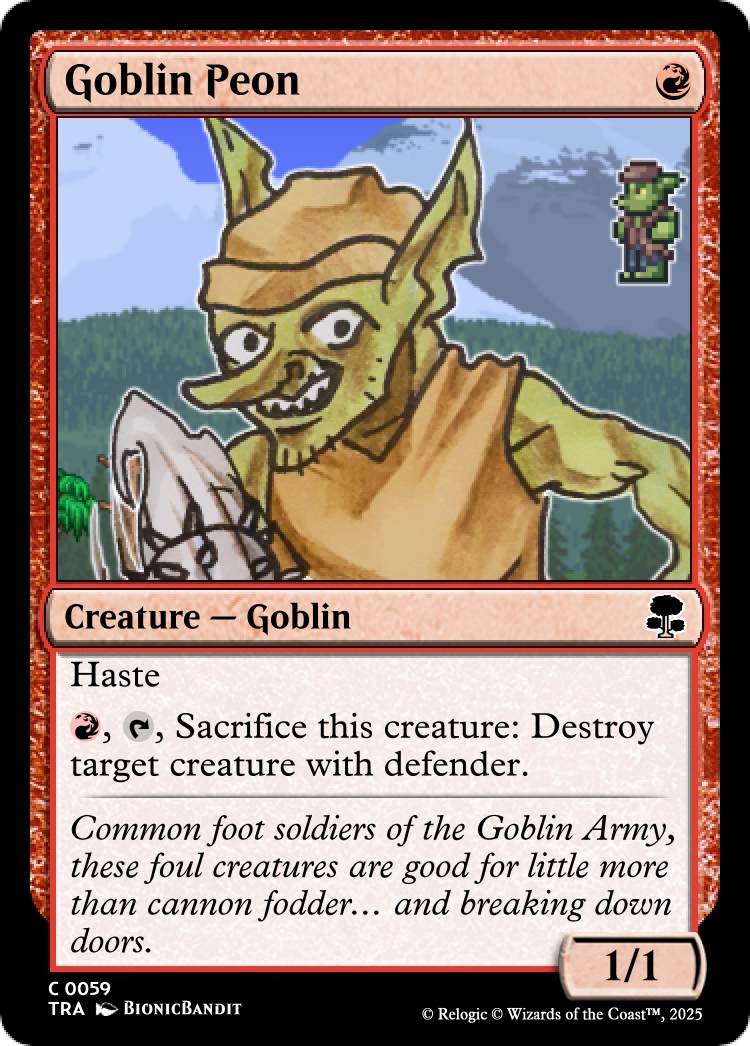 Goblin Peon
Creature — Goblin
Haste
, , Sacrifice this creature: Destroy
target creature with defender.
Common foot soldiers of the Goblin Army,
these foul creatures are good for little more
than cannon fodder... and breaking down
doors.
1/1
C 0059
TRA BionicBandit
© Relogic © Wizards of the Coast™, 2025